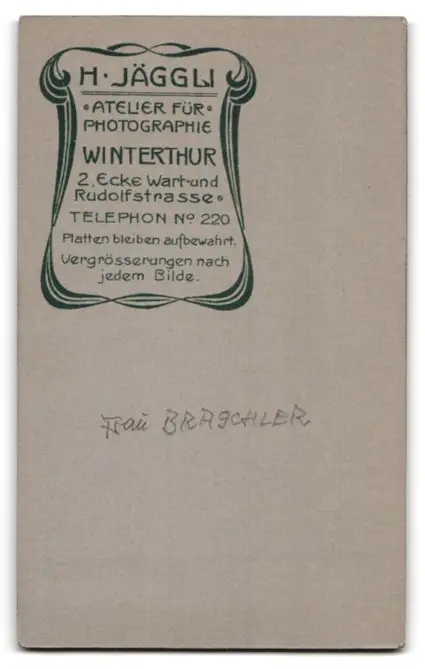 H · JÄGGLI
• ATELIER FÜR •
PHOTOGRAPHIE
WINTERTHUR
2, Ecke Wart-und
Rudolfstrasse •
TELEPHON Nº 220
Platten bleiben aufbewahrt.
Vergrösserungen nach
jedem Bilde.
Frau BRASCHLER